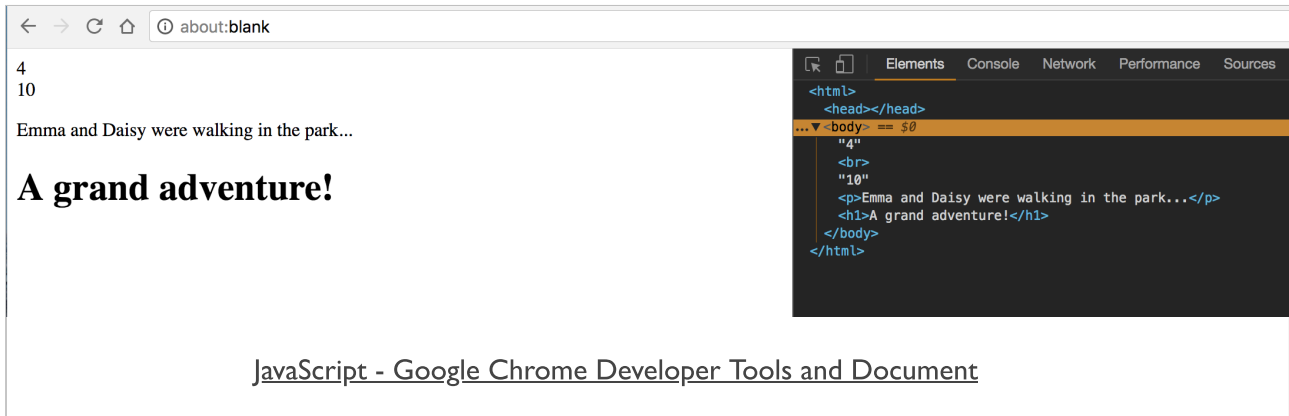 about:blank
4
10
Emma and Daisy were walking in the park...
A grand adventure!
Elements Console Network Performance Sources
<html>
<head></head>
...▼<body> == $0
"4"
<br>
"10"
<p>Emma and Daisy were walking in the park...</p>
<h1>A grand adventure!</h1>
</body>
</html>
JavaScript - Google Chrome Developer Tools and Document